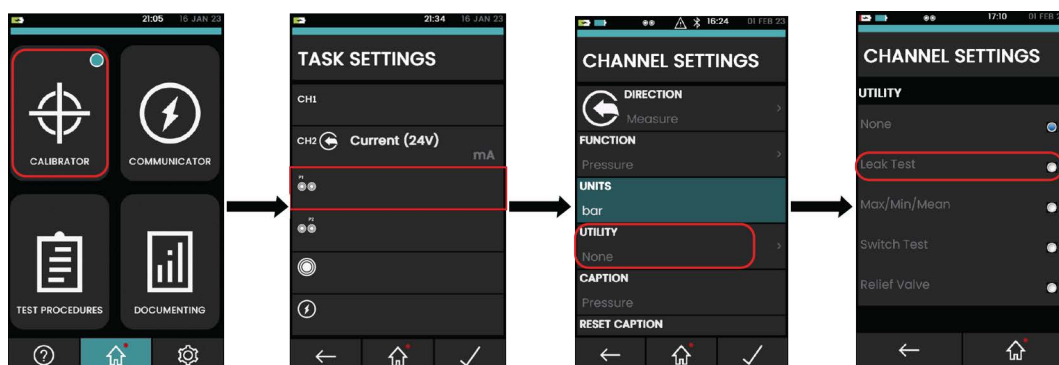 21:05 16 JAN 23
CALIBRATOR
COMMUNICATOR
TEST PROCEDURES
DOCUMENTING
21:34 16 JAN 23
TASK SETTINGS
CH1
CH2 Current (24V)
mA
P1
P2
16:24 01 FEB 23
CHANNEL SETTINGS
DIRECTION
Measure
FUNCTION
Pressure
UNITS
bar
UTILITY
None
CAPTION
Pressure
RESET CAPTION
17:10 01 FEB
CHANNEL SETTINGS
UTILITY
None
Leak Test
Max/Min/Mean
Switch Test
Relief Valve